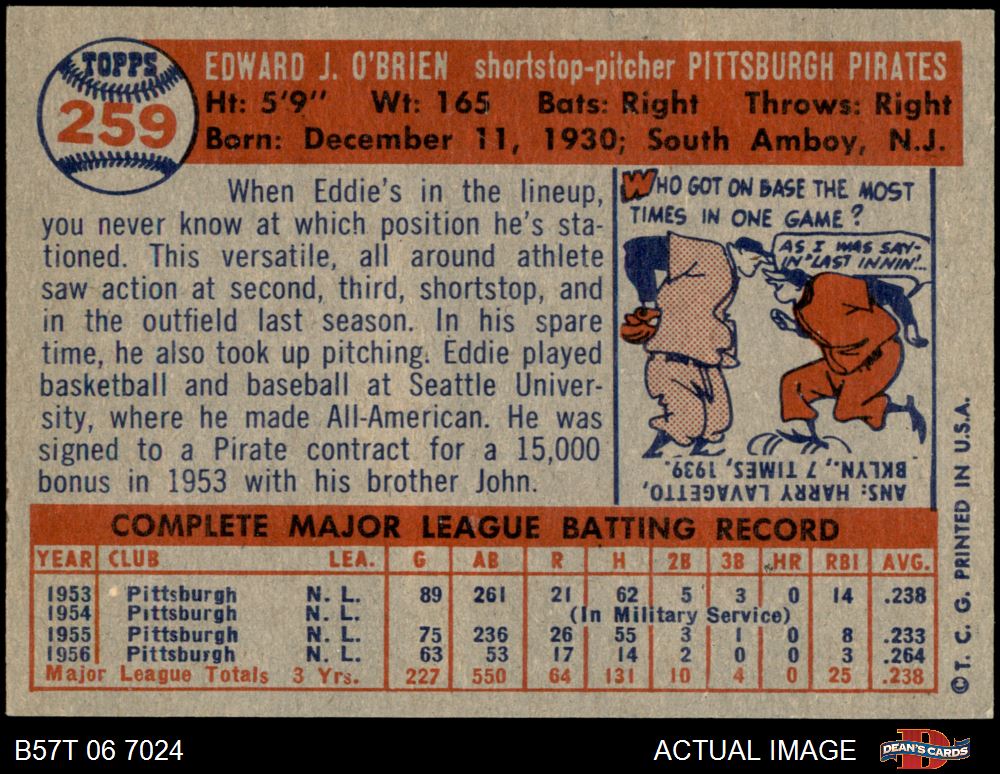 TOPPS
259
EDWARD J. O'BRIEN shortstop-pitcher PITTSBURGH PIRATES
Ht: 5'9" Wt: 165 Bats: Right Throws: Right
Born: December 11, 1930; South Amboy, N.J.
When Eddie's in the lineup,
you never know at which position he's sta-
tioned. This versatile, all around athlete
saw action at second, third, shortstop, and
in the outfield last season. In his spare
time, he also took up pitching. Eddie played
basketball and baseball at Seattle Univer-
sity, where he made All-American. He was
signed to a Pirate contract for a 15,000
bonus in 1953 with his brother John.
WHO GOT ON BASE THE MOST
TIMES IN ONE GAME?
AS I WAS SAY-
IN' LAST INNIN'...
ANS: HARRY LAVAGETTO,
BKLYN., 7 TIMES, 1939.
COMPLETE MAJOR LEAGUE BATTING RECORD
YEAR CLUB LEA. G AB R H 2B 3B HR RBI AVG.
1953 Pittsburgh N. L. 89 261 21 62 5 3 0 14 .238
1954 Pittsburgh N. L. (In Military Service)
1955 Pittsburgh N. L. 75 236 26 55 3 1 0 8 .233
1956 Pittsburgh N. L. 63 53 17 14 2 0 0 3 .264
Major League Totals 3 Yrs. 227 550 64 131 10 4 0 25 .238
© T. C. G. PRINTED IN U.S.A.
B57T 06 7024 ACTUAL IMAGE DEAN'S CARDS